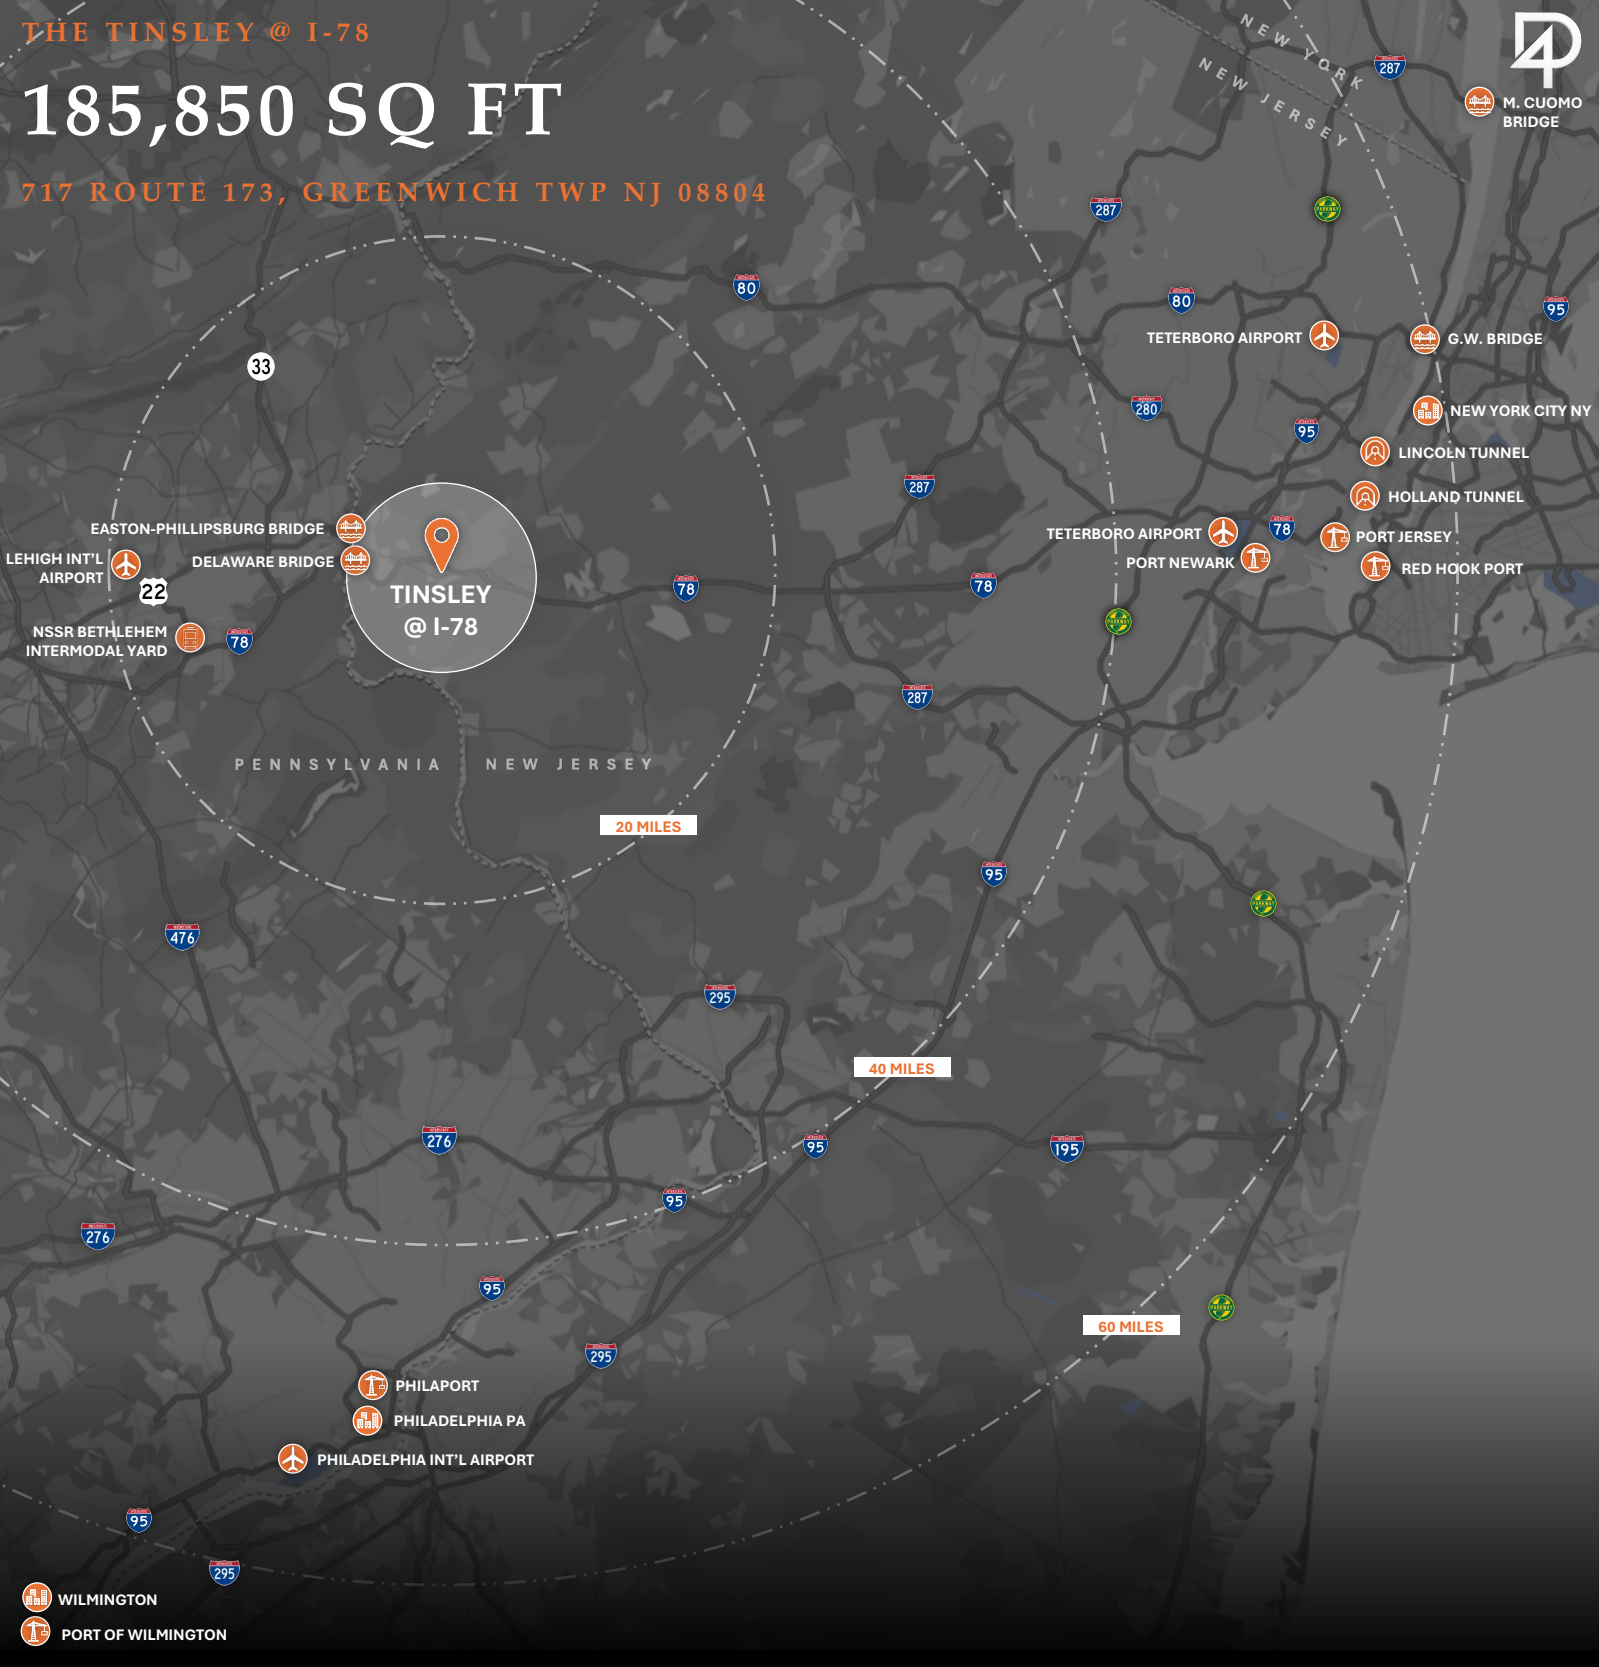 THE TINSLEY @ I-78
185,850 SQ FT
717 ROUTE 173, GREENWICH TWP NJ 08804
NEW YORK
NEW JERSEY
287
M. CUOMO
BRIDGE
287
PARKWAY
80
80
95
TETERBORO AIRPORT
G.W. BRIDGE
33
280
NEW YORK CITY NY
95
LINCOLN TUNNEL
287
HOLLAND TUNNEL
EASTON-PHILLIPSBURG BRIDGE
TETERBORO AIRPORT
78
PORT JERSEY
LEHIGH INT'L
AIRPORT
DELAWARE BRIDGE
PORT NEWARK
RED HOOK PORT
22
TINSLEY
@ I-78
78
78
PARKWAY
NSSR BETHLEHEM
INTERMODAL YARD
78
287
PENNSYLVANIA
NEW JERSEY
20 MILES
95
PARKWAY
476
295
40 MILES
276
95
195
95
276
95
PARKWAY
60 MILES
295
PHILAPORT
PHILADELPHIA PA
PHILADELPHIA INT'L AIRPORT
95
295
WILMINGTON
PORT OF WILMINGTON